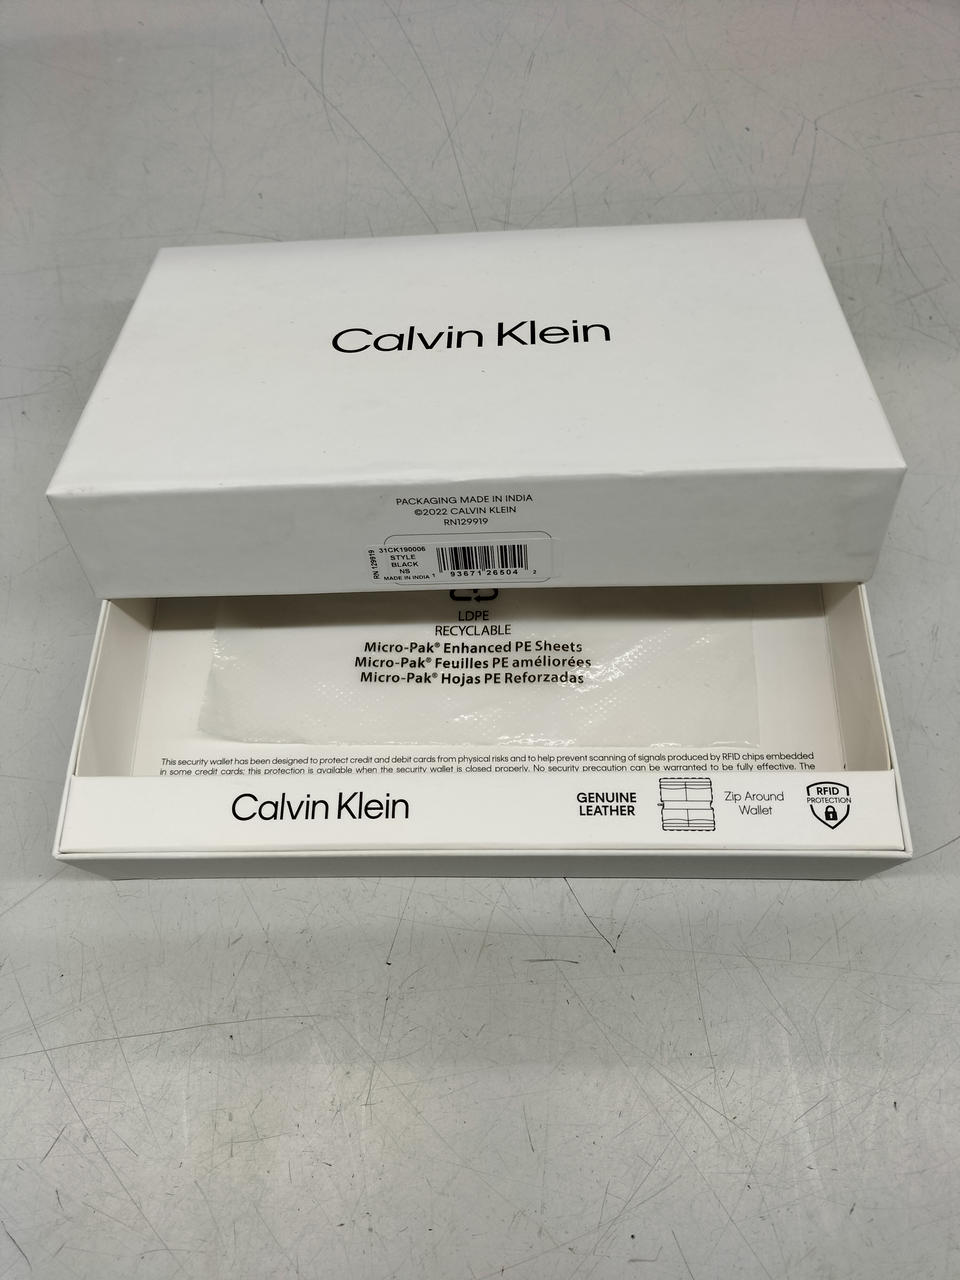 Calvin Klein
PACKAGING MADE IN INDIA
©2022 CALVIN KLEIN
RN129919
RN 129919
31CK190006
STYLE
BLACK
NS
MADE IN INDIA
1 93671 26504 2
LDPE
RECYCLABLE
Micro-Pak® Enhanced PE Sheets
Micro-Pak® Feuilles PE améliorées
Micro-Pak® Hojas PE Reforzadas
This security wallet has been designed to protect credit and debit cards from physical risks and to help prevent scanning of signals produced by RFID chips embedded
in some credit cards; this protection is available when the security wallet is closed properly. No security precaution can be warranted to be fully effective. The
Calvin Klein
GENUINE
LEATHER
Zip Around
Wallet
RFID
PROTECTION